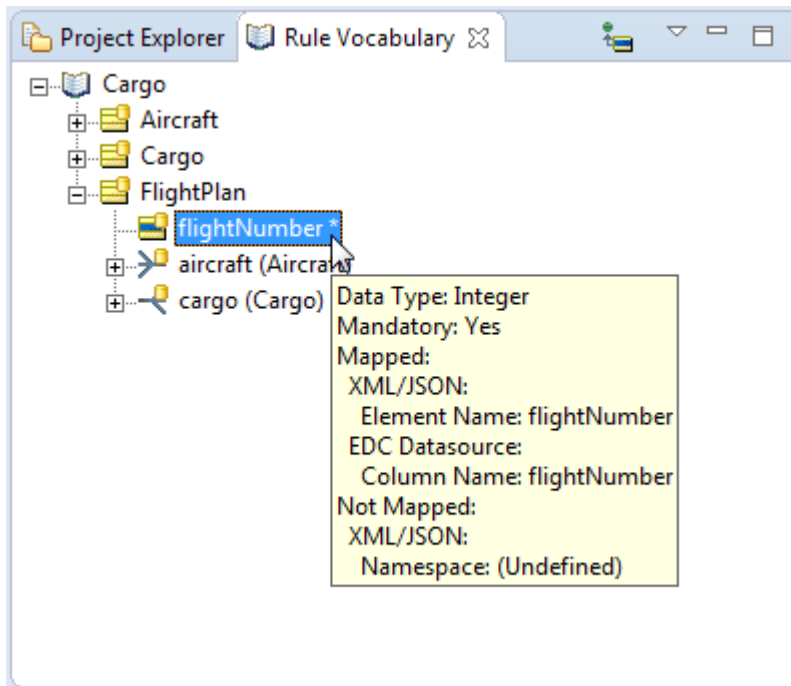 Project Explorer Rule Vocabulary
Cargo
Aircraft
Cargo
FlightPlan
flightNumber *
aircraft (Aircraft)
cargo (Cargo)
Data Type: Integer
Mandatory: Yes
Mapped:
XML/JSON:
Element Name: flightNumber
EDC Datasource:
Column Name: flightNumber
Not Mapped:
XML/JSON:
Namespace: (Undefined)